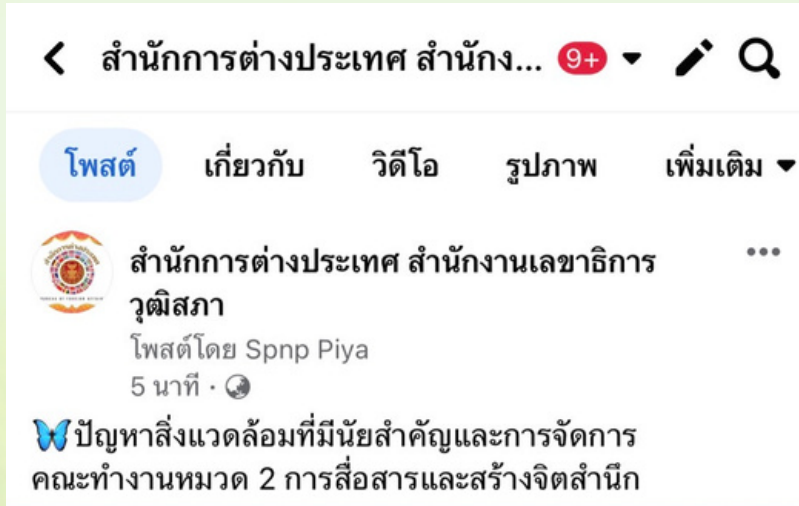 สำนักการต่างประเทศ สำนักง... 9+
โพสต์ เกี่ยวกับ วิดีโอ รูปภาพ เพิ่มเติม
สำนักการต่างประเทศ สำนักงานเลขาธิการ
วุฒิสภา
โพสต์โดย Spnp Piya
5 นาที ·
🦋ปัญหาสิ่งแวดล้อมที่มีนัยสำคัญและการจัดการ
คณะทำงานหมวด 2 การสื่อสารและสร้างจิตสำนึก